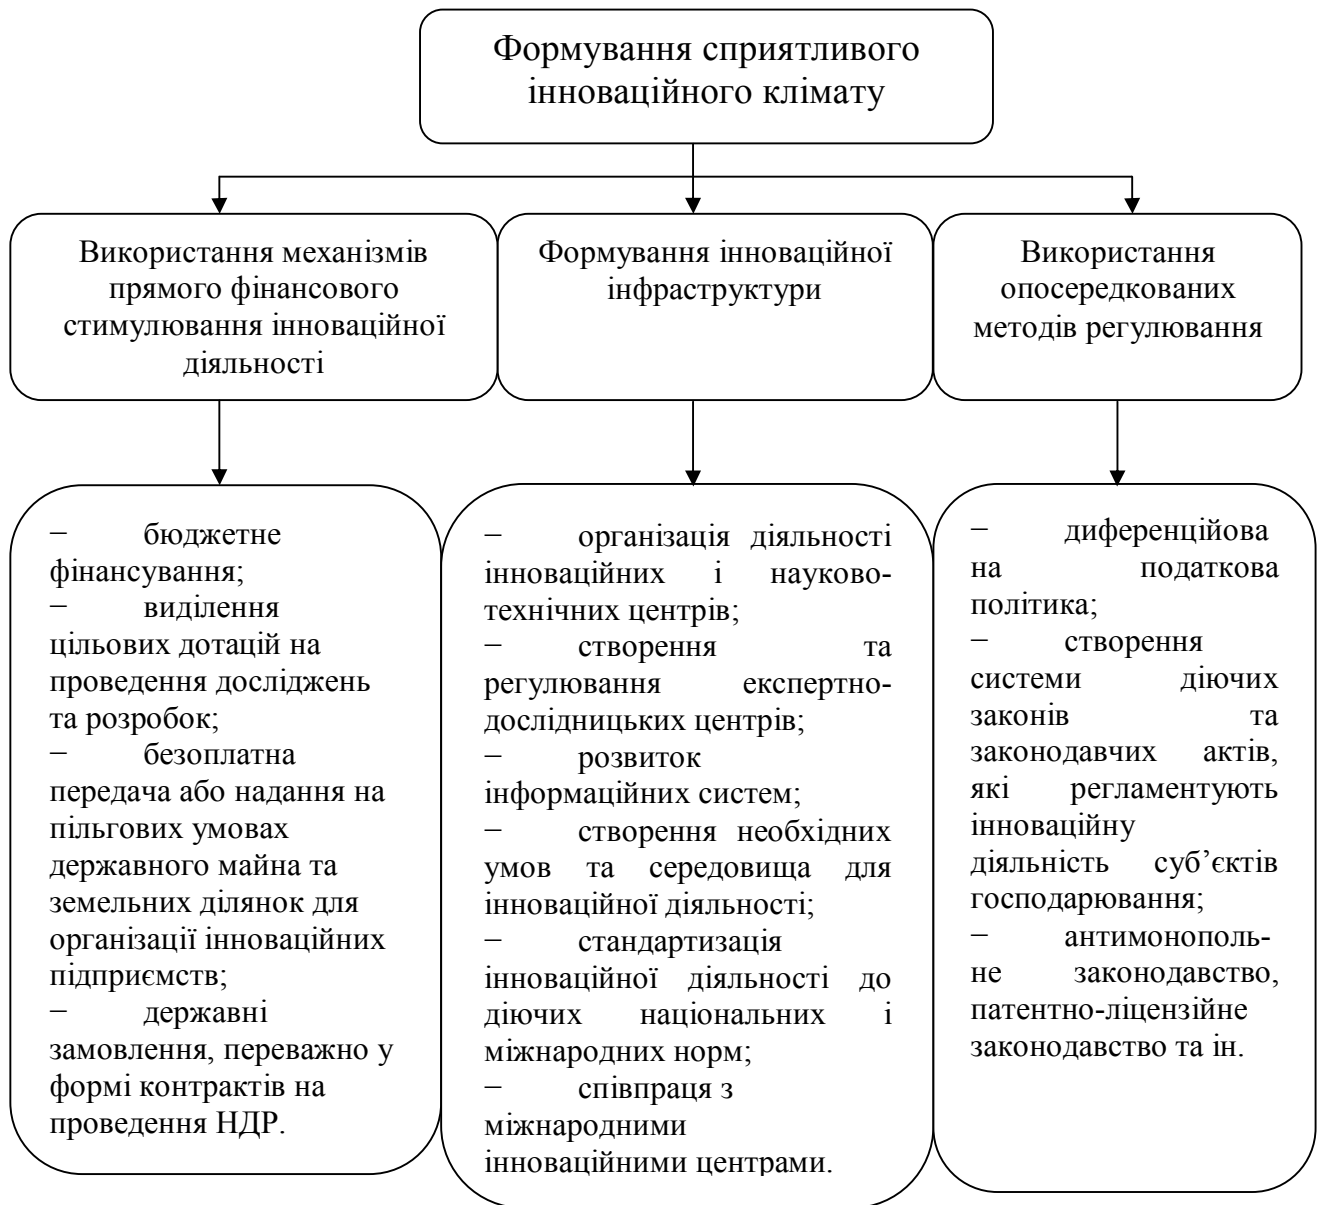 Формування сприятливого
інноваційного клімату
Використання механізмів
прямого фінансового
стимулювання інноваційної
діяльності
Формування інноваційної
інфраструктури
Використання
опосередкованих
методів регулювання
− бюджетне
фінансування;
− виділення
цільових дотацій на
проведення досліджень
та розробок;
− безоплатна
передача або надання на
пільгових умовах
державного майна та
земельних ділянок для
організації інноваційних
підприємств;
− державні
замовлення, переважно у
формі контрактів на
проведення НДР.
− організація діяльності
інноваційних і науково-
технічних центрів;
− створення та
регулювання експертно-
дослідницьких центрів;
− розвиток
інформаційних систем;
− створення необхідних
умов та середовища для
інноваційної діяльності;
− стандартизація
інноваційної діяльності до
діючих національних і
міжнародних норм;
− співпраця з
міжнародними
інноваційними центрами.
− диференційова
на податкова
політика;
− створення
системи діючих
законів та
законодавчих актів,
які регламентують
інноваційну
діяльність суб’єктів
господарювання;
− антимонополь-
не законодавство,
патентно-ліцензійне
законодавство та ін.